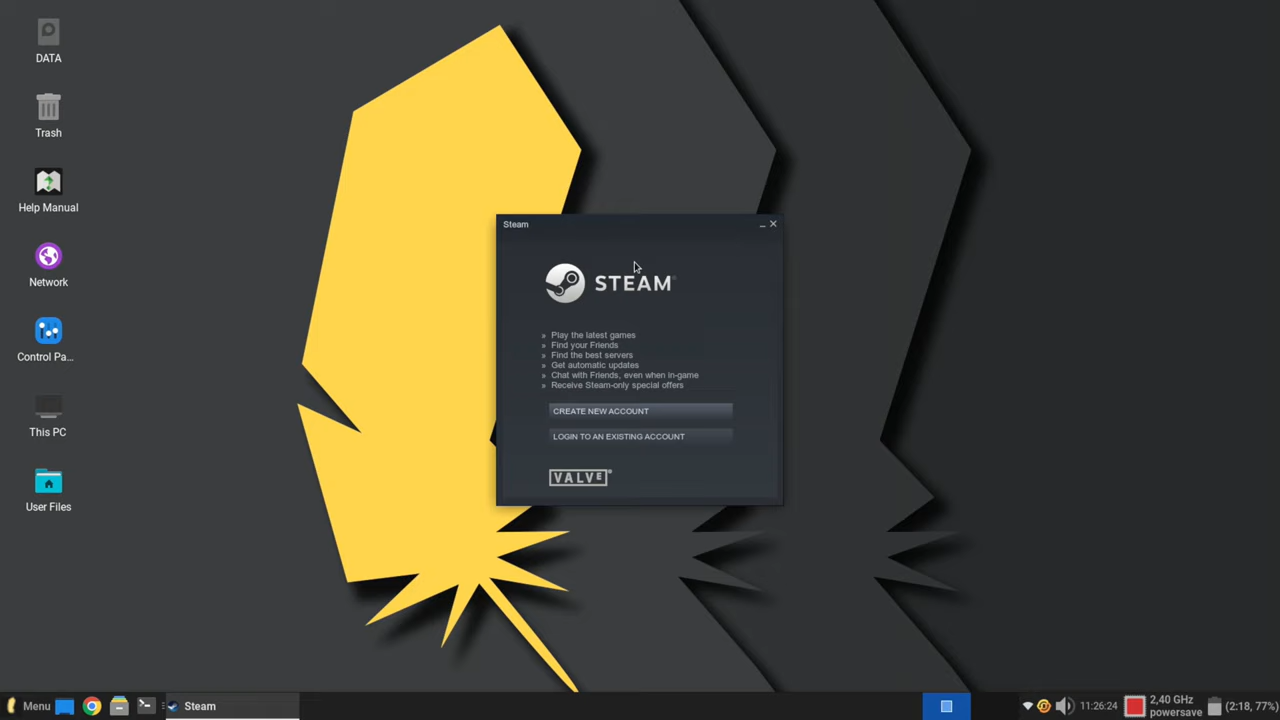 DATA
Trash
Help Manual
Network
Control Pa...
This PC
User Files
Steam
STEAM®
» Play the latest games
» Find your Friends
» Find the best servers
» Get automatic updates
» Chat with Friends, even when in-game
» Receive Steam-only special offers
CREATE NEW ACCOUNT
LOGIN TO AN EXISTING ACCOUNT
VALVE®
Menu
Steam
11:26:24
2,40 GHz
powersave
(2:18, 77%)